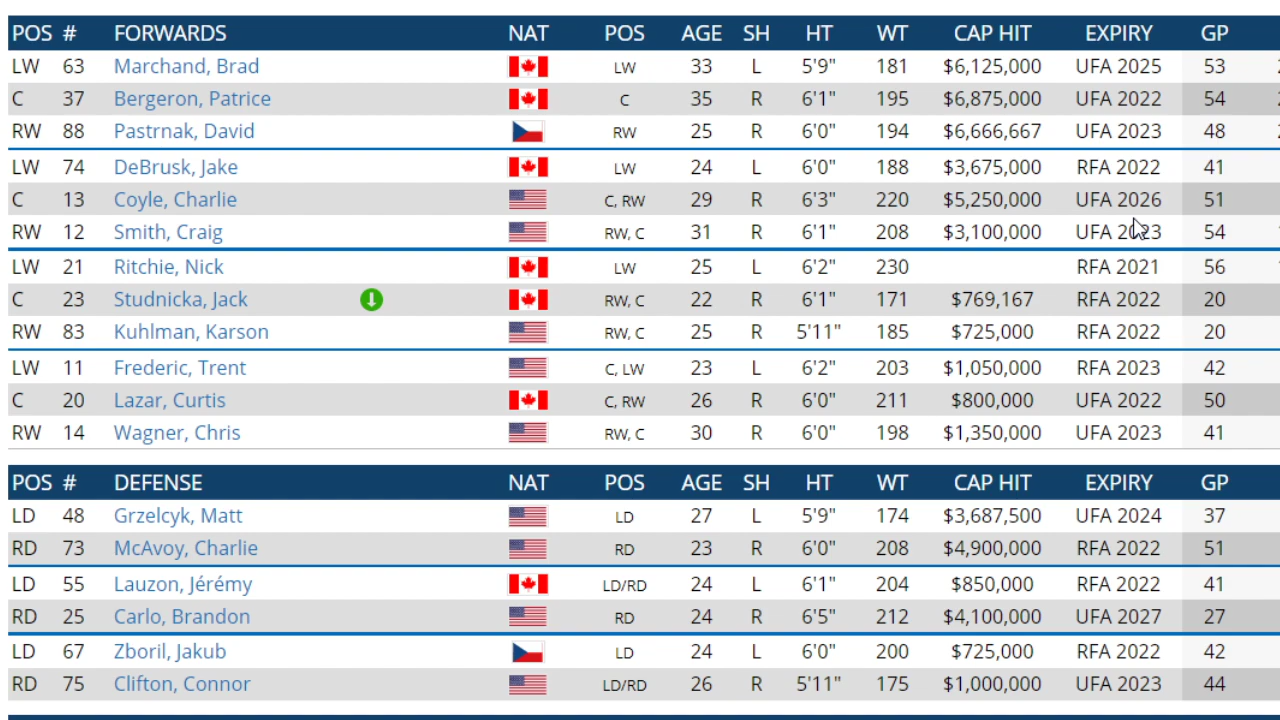 POS # FORWARDS NAT POS AGE SH HT WT CAP HIT EXPIRY GP
LW 63 Marchand, Brad LW 33 L 5'9" 181 $6,125,000 UFA 2025 53
C 37 Bergeron, Patrice C 35 R 6'1" 195 $6,875,000 UFA 2022 54
RW 88 Pastrnak, David RW 25 R 6'0" 194 $6,666,667 UFA 2023 48
LW 74 DeBrusk, Jake LW 24 L 6'0" 188 $3,675,000 RFA 2022 41
C 13 Coyle, Charlie C, RW 29 R 6'3" 220 $5,250,000 UFA 2026 51
RW 12 Smith, Craig RW, C 31 R 6'1" 208 $3,100,000 UFA 2023 54
LW 21 Ritchie, Nick LW 25 L 6'2" 230 RFA 2021 56
C 23 Studnicka, Jack RW, C 22 R 6'1" 171 $769,167 RFA 2022 20
RW 83 Kuhlman, Karson RW, C 25 R 5'11" 185 $725,000 RFA 2022 20
LW 11 Frederic, Trent C, LW 23 L 6'2" 203 $1,050,000 RFA 2023 42
C 20 Lazar, Curtis C, RW 26 R 6'0" 211 $800,000 UFA 2022 50
RW 14 Wagner, Chris RW, C 30 R 6'0" 198 $1,350,000 UFA 2023 41
POS # DEFENSE NAT POS AGE SH HT WT CAP HIT EXPIRY GP
LD 48 Grzelcyk, Matt LD 27 L 5'9" 174 $3,687,500 UFA 2024 37
RD 73 McAvoy, Charlie RD 23 R 6'0" 208 $4,900,000 RFA 2022 51
LD 55 Lauzon, Jérémy LD/RD 24 L 6'1" 204 $850,000 RFA 2022 41
RD 25 Carlo, Brandon RD 24 R 6'5" 212 $4,100,000 UFA 2027 27
LD 67 Zboril, Jakub LD 24 L 6'0" 200 $725,000 RFA 2022 42
RD 75 Clifton, Connor LD/RD 26 R 5'11" 175 $1,000,000 UFA 2023 44